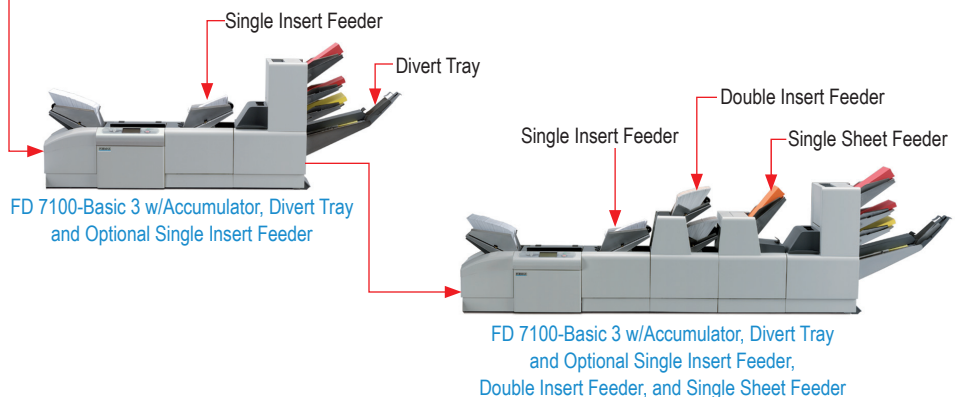 Single Insert Feeder
Divert Tray
FD 7100-Basic 3 w/Accumulator, Divert Tray
and Optional Single Insert Feeder
Single Insert Feeder
Double Insert Feeder
Single Sheet Feeder
FD 7100-Basic 3 w/Accumulator, Divert Tray
and Optional Single Insert Feeder,
Double Insert Feeder, and Single Sheet Feeder